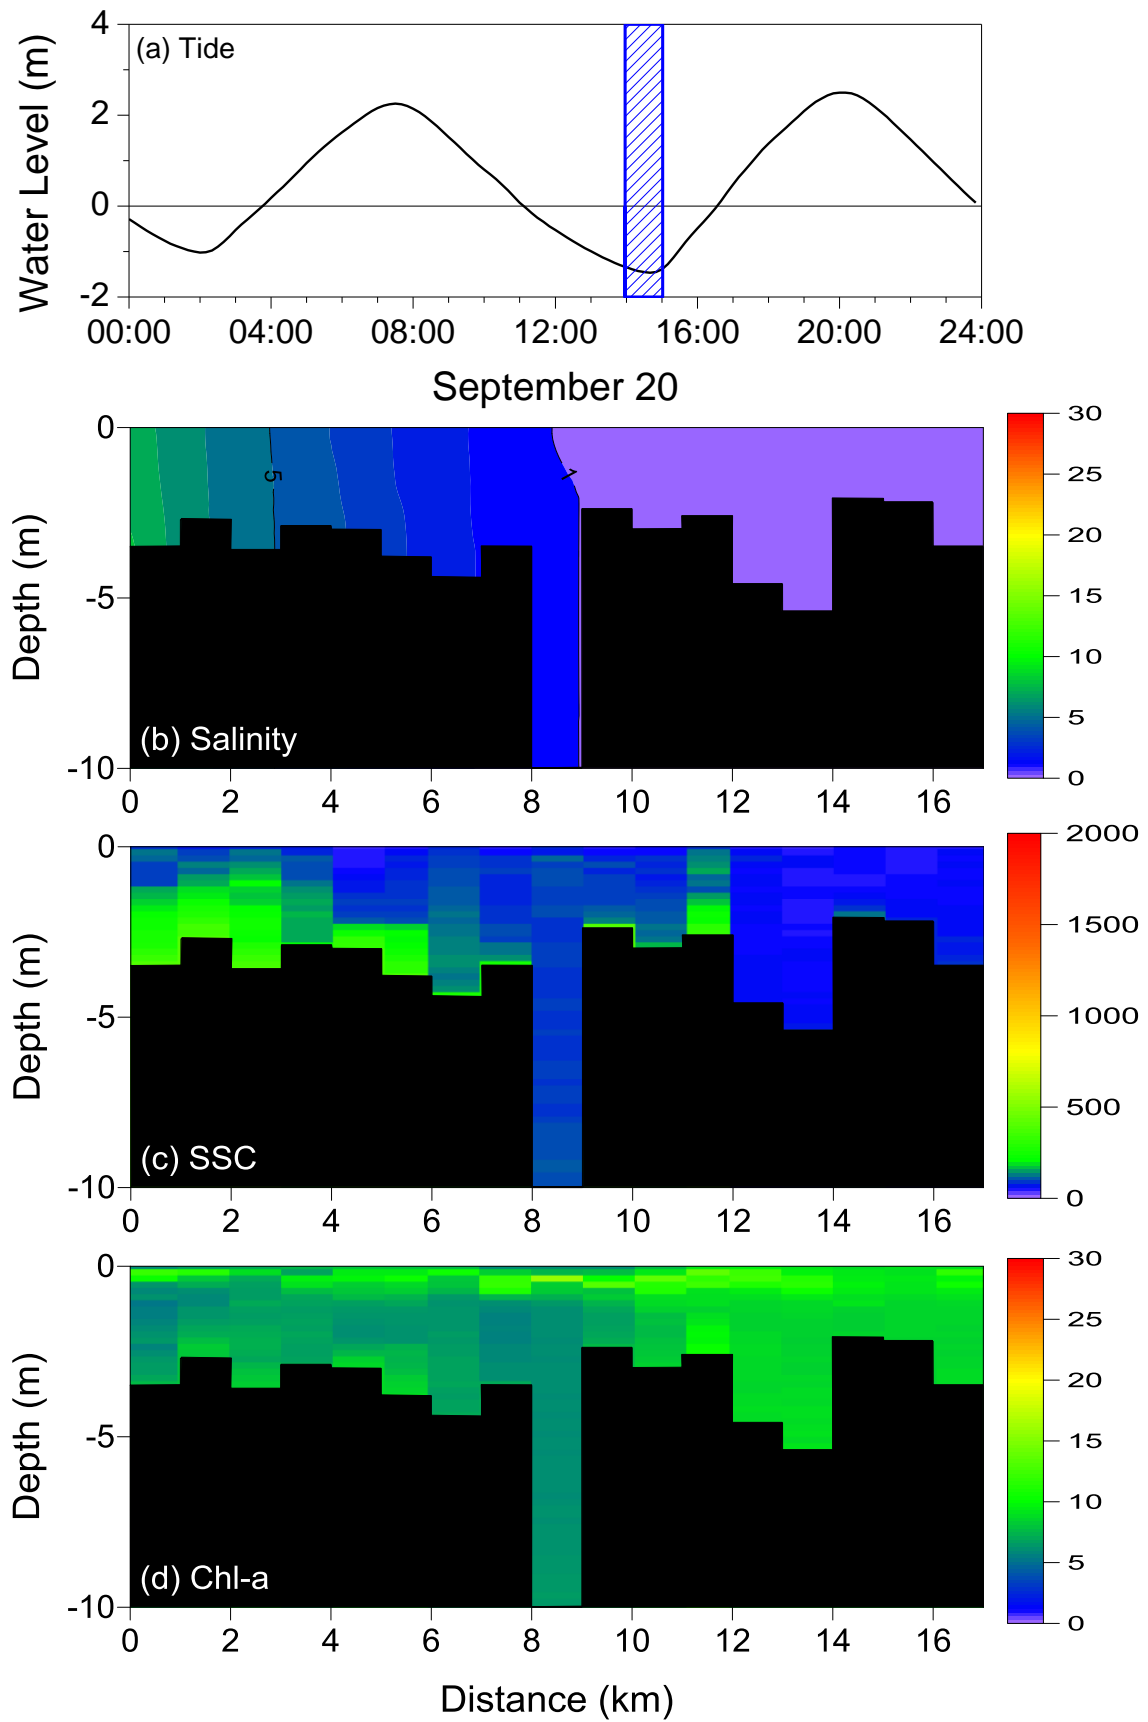 4
(a) Tide
2
0
-2
Water Level (m)
00:00 04:00 08:00 12:00 16:00 20:00 24:00
September 20
0
-5
-10
Depth (m)
5
1
(b) Salinity
0 2 4 6 8 10 12 14 16
30
25
20
15
10
5
0
0
-5
-10
Depth (m)
(c) SSC
0 2 4 6 8 10 12 14 16
2000
1500
1000
500
0
0
-5
-10
Depth (m)
(d) Chl-a
0 2 4 6 8 10 12 14 16
30
25
20
15
10
5
0
Distance (km)